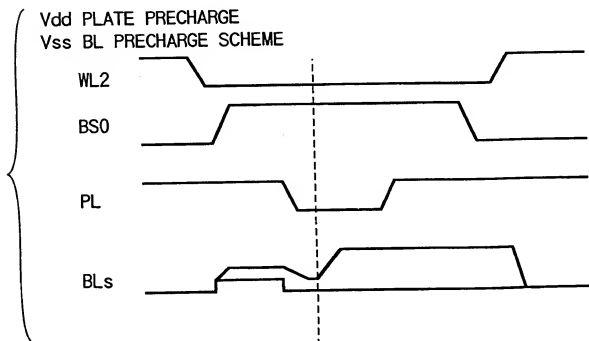 Vdd PLATE PRECHARGE
Vss BL PRECHARGE SCHEME
WL2
BS0
PL
BLs